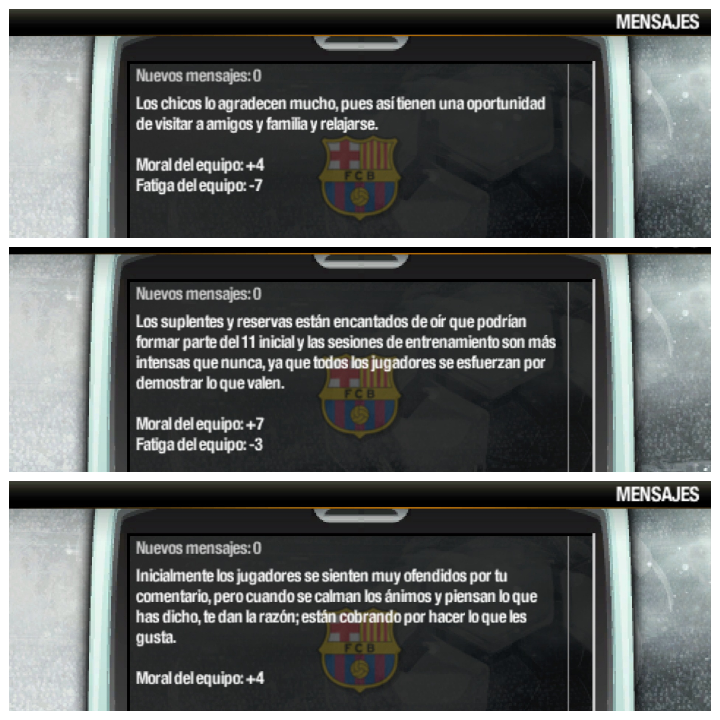 MENSAJES
Nuevos mensajes: 0
Los chicos lo agradecen mucho, pues así tienen una oportunidad
de visitar a amigos y familia y relajarse.
Moral del equipo: +4
Fatiga del equipo: -7
FCB
Nuevos mensajes: 0
Los suplentes y reservas están encantados de oír que podrían
formar parte del 11 inicial y las sesiones de entrenamiento son más
intensas que nunca, ya que todos los jugadores se esfuerzan por
demostrar lo que valen.
FCB
Moral del equipo: +7
Fatiga del equipo: -3
MENSAJES
Nuevos mensajes: 0
Inicialmente los jugadores se sienten muy ofendidos por tu
comentario, pero cuando se calman los ánimos y piensan lo que
has dicho, te dan la razón; están cobrando por hacer lo que les
gusta.
FCB
Moral del equipo: +4